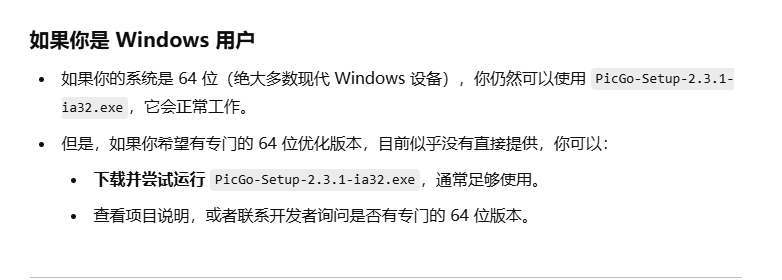 如果你是 Windows 用户
如果你的系统是 64 位（绝大多数现代 Windows 设备），你仍然可以使用 PicGo-Setup-2.3.1-
ia32.exe，它会正常工作。
但是，如果你希望有专门的 64 位优化版本，目前似乎没有直接提供，你可以：
下载并尝试运行 PicGo-Setup-2.3.1-ia32.exe，通常足够使用。
查看项目说明，或者联系开发者询问是否有专门的 64 位版本。